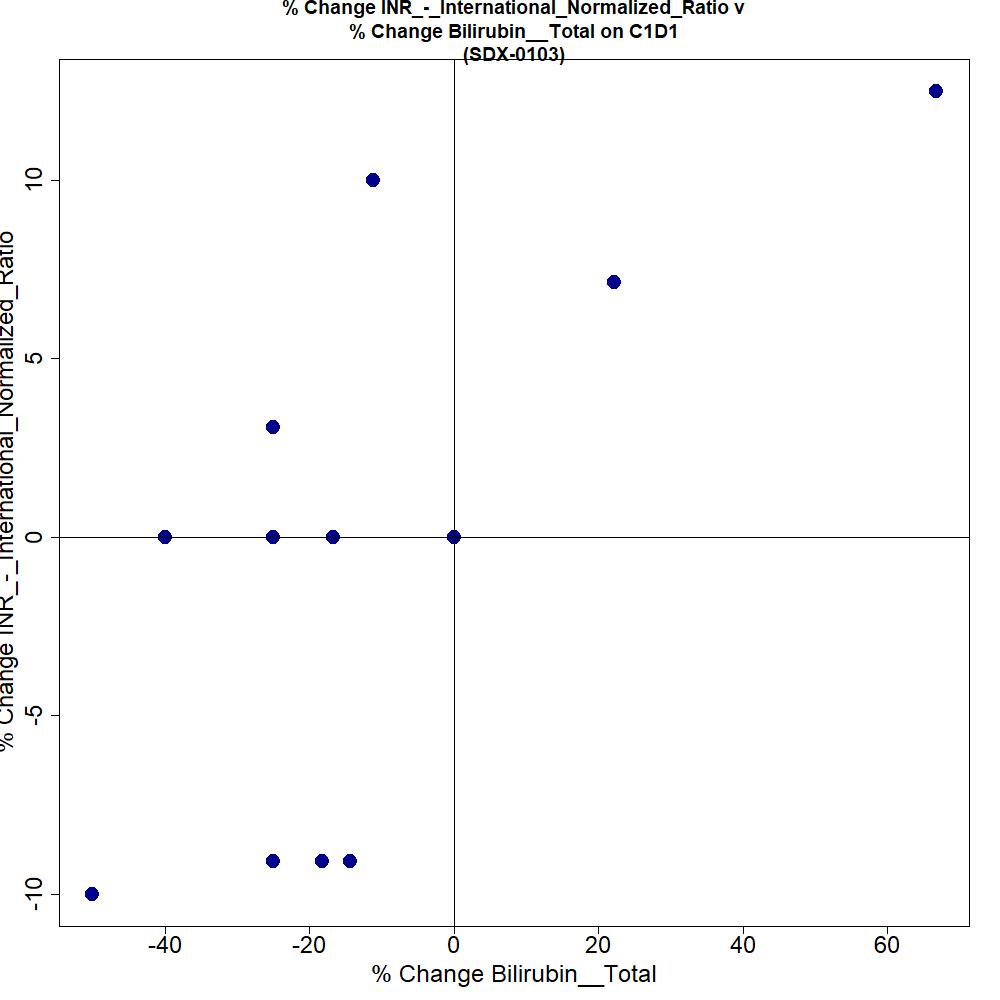 % Change INR_-_International_Normalized_Ratio v
% Change Bilirubin__Total on C1D1
(SDX-0103)
% Change INR_-_International_Normalized_Ratio
10
5
0
-5
-10
-40
-20
0
20
40
60
% Change Bilirubin__Total